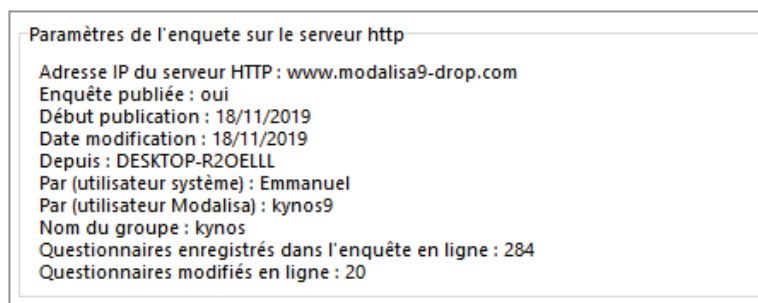 Paramètres de l'enquete sur le serveur http
Adresse IP du serveur HTTP : www.modalisa9-drop.com
Enquête publiée : oui
Début publication : 18/11/2019
Date modification : 18/11/2019
Depuis : DESKTOP-R2OELLL
Par (utilisateur système) : Emmanuel
Par (utilisateur Modalisa) : kynos9
Nom du groupe : kynos
Questionnaires enregistrés dans l'enquête en ligne : 284
Questionnaires modifiés en ligne : 20